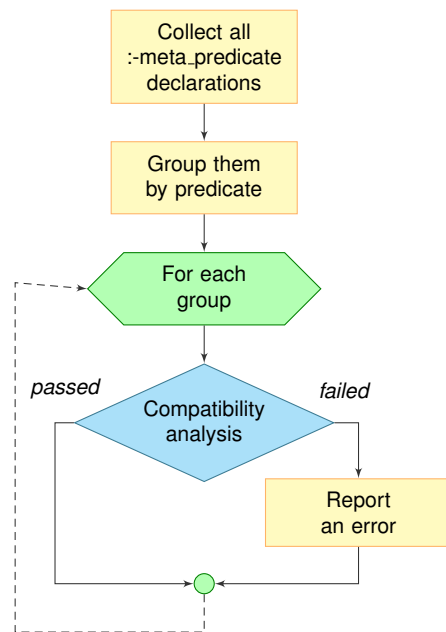 Collect all
:-meta_predicate
declarations
Group them
by predicate
For each
group
passed
failed
Compatibility
analysis
Report
an error